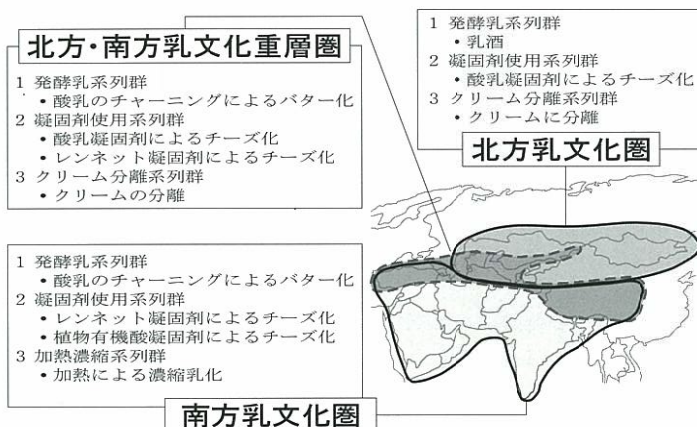 北方・南方乳文化重層圏
1 発酵乳系列群
・酸乳のチャーニングによるバター化
2 凝固剤使用系列群
・酸乳凝固剤によるチーズ化
・レンネット凝固剤によるチーズ化
3 クリーム分離系列群
・クリームの分離
1 発酵乳系列群
・乳酒
2 凝固剤使用系列群
・酸乳凝固剤によるチーズ化
3 クリーム分離系列群
・クリームに分離
北方乳文化圏
1 発酵乳系列群
・酸乳のチャーニングによるバター化
2 凝固剤使用系列群
・レンネット凝固剤によるチーズ化
・植物有機酸凝固剤によるチーズ化
3 加熱濃縮系列群
・加熱による濃縮乳化
南方乳文化圏